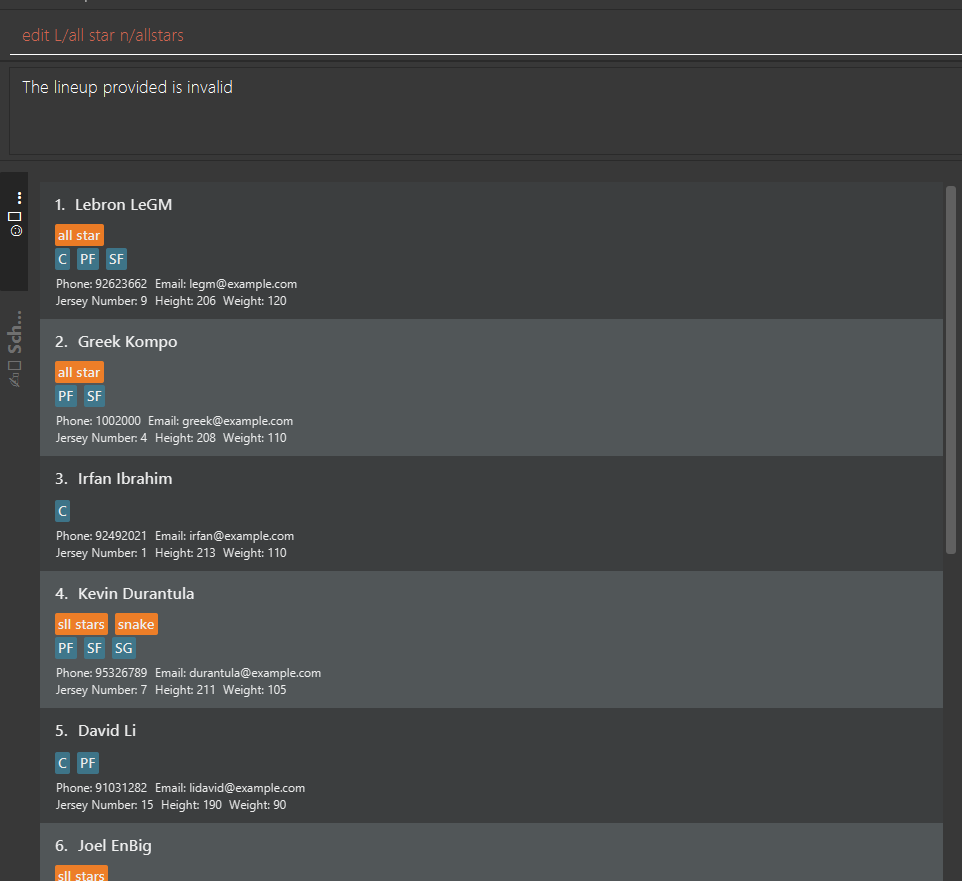 edit L/all star n/allstars
The lineup provided is invalid
Sch...
1. Lebron LeGM
all star
C PF SF
Phone: 92623662 Email: legm@example.com
Jersey Number: 9 Height: 206 Weight: 120
2. Greek Kompo
all star
PF SF
Phone: 1002000 Email: greek@example.com
Jersey Number: 4 Height: 208 Weight: 110
3. Irfan Ibrahim
C
Phone: 92492021 Email: irfan@example.com
Jersey Number: 1 Height: 213 Weight: 110
4. Kevin Durantula
sll stars snake
PF SF SG
Phone: 95326789 Email: durantula@example.com
Jersey Number: 7 Height: 211 Weight: 105
5. David Li
C PF
Phone: 91031282 Email: lidavid@example.com
Jersey Number: 15 Height: 190 Weight: 90
6. Joel EnBig
sll stars